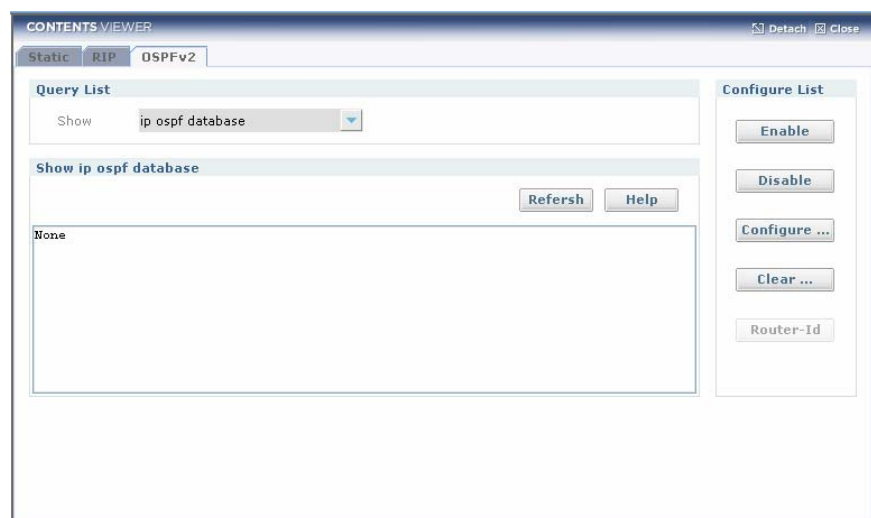 CONTENTS VIEWER
Detach Close
Static RIP OSPFv2
Query List
Show ip ospf database
Show ip ospf database
Refersh Help
None
Configure List
Enable
Disable
Configure ...
Clear ...
Router-Id